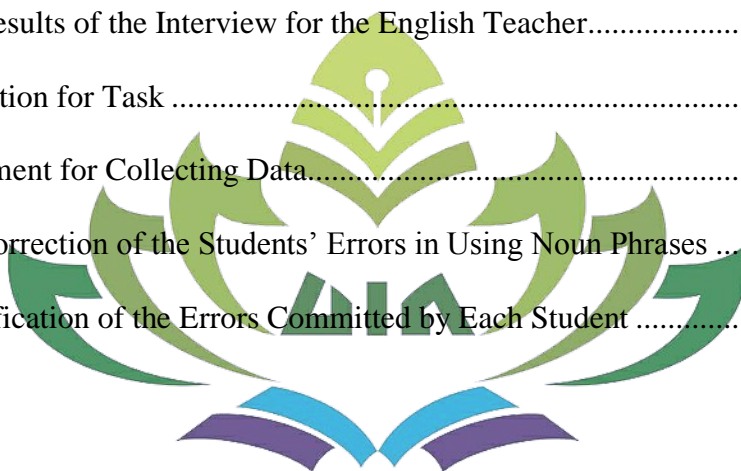 esults of the Interview for the English Teacher...................
tion for Task ..............................................................................
ment for Collecting Data..........................................................
orrection of the Students' Errors in Using Noun Phrases ...
fication of the Errors Committed by Each Student .............
UIN